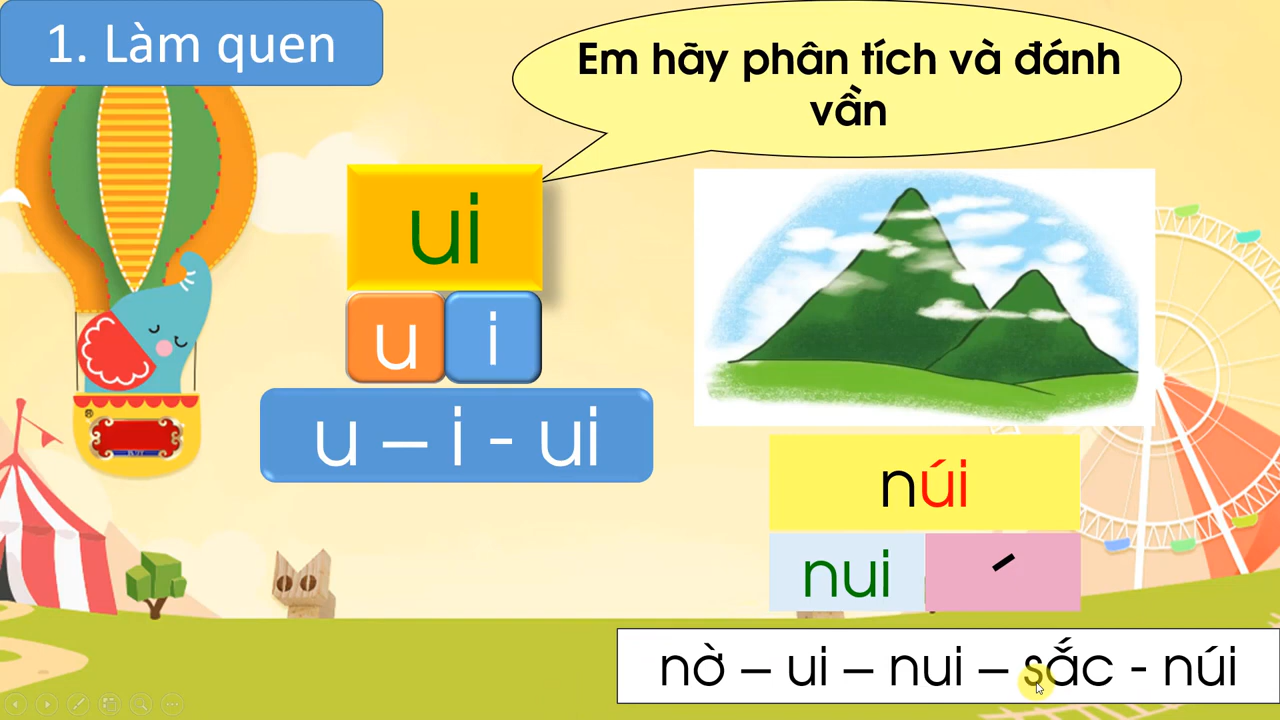 1. Làm quen
Em hãy phân tích và đánh
vần
ui
u i
u – i - ui
núi
nui ´
nờ – ui – nui – sắc - núi